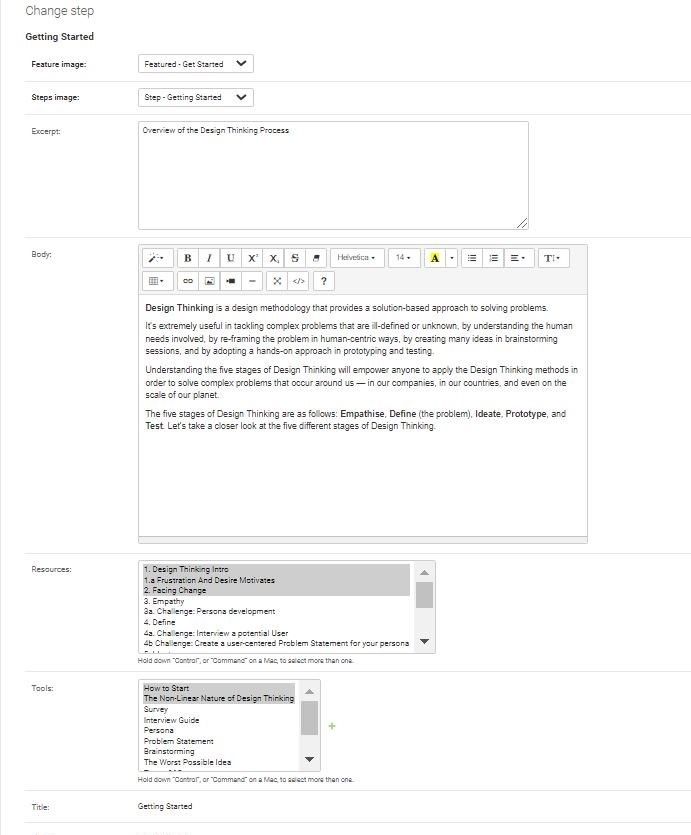 Change step
Getting Started
Feature image: Featured - Get Started
Steps image: Step - Getting Started
Excerpt: Overview of the Design Thinking Process
Body:
B I U X² X, S Helvetica 14 A T!
</> ?
Design Thinking is a design methodology that provides a solution-based approach to solving problems.
It's extremely useful in tackling complex problems that are ill-defined or unknown, by understanding the human
needs involved, by re-framing the problem in human-centric ways, by creating many ideas in brainstorming
sessions, and by adopting a hands-on approach in prototyping and testing.
Understanding the five stages of Design Thinking will empower anyone to apply the Design Thinking methods in
order to solve complex problems that occur around us — in our companies, in our countries, and even on the
scale of our planet.
The five stages of Design Thinking are as follows: Empathise, Define (the problem), Ideate, Prototype, and
Test. Let's take a closer look at the five different stages of Design Thinking.
Resources:
1. Design Thinking Intro
1.a Frustration And Desire Motivates
2. Facing Change
3. Empathy
3a. Challenge: Persona development
4. Define
4a. Challenge: Interview a potential User
4b Challenge: Create a user-centered Problem Statement for your persona
Hold down "Control", or "Command" on a Mac, to select more than one.
Tools:
How to Start
The Non-Linear Nature of Design Thinking
Survey
Interview Guide
Persona
Problem Statement
Brainstorming
The Worst Possible Idea
Hold down "Control", or "Command" on a Mac, to select more than one.
Title: Getting Started